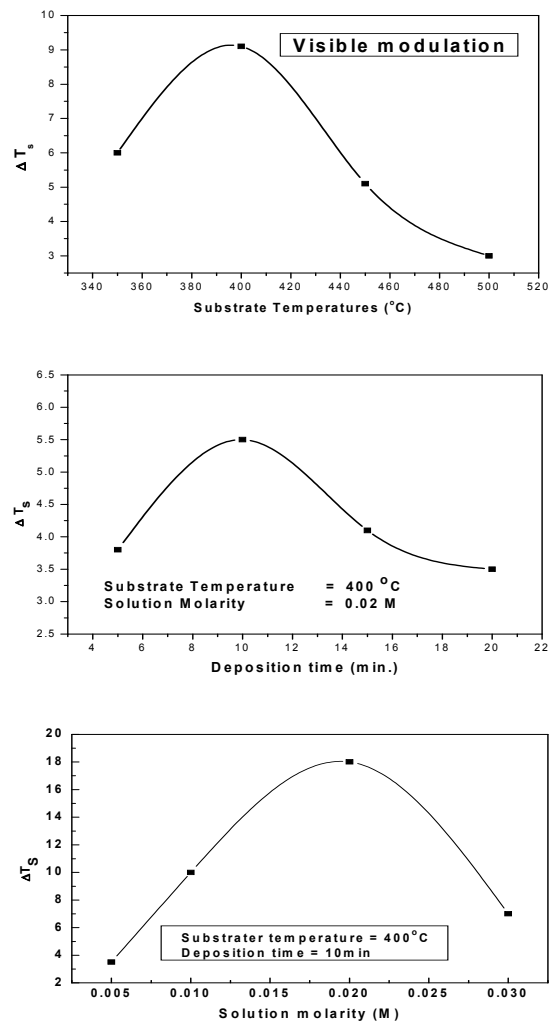 10
Visible modulation
9
8
7
6
5
4
3
Δ Ts
340 360 380 400 420 440 460 480 500 520
Substrate Temperatures (°C)
6.5
6.0
5.5
5.0
4.5
4.0
3.5
3.0
2.5
Δ Ts
Substrate Temperature = 400 °C
Solution Molarity = 0.02 M
4 6 8 10 12 14 16 18 20 22
Deposition time (min.)
20
18
16
14
12
10
8
6
4
2
ΔTS
Substrater temperature = 400°C
Deposition time = 10min
0.005 0.010 0.015 0.020 0.025 0.030
Solution molarity (M)